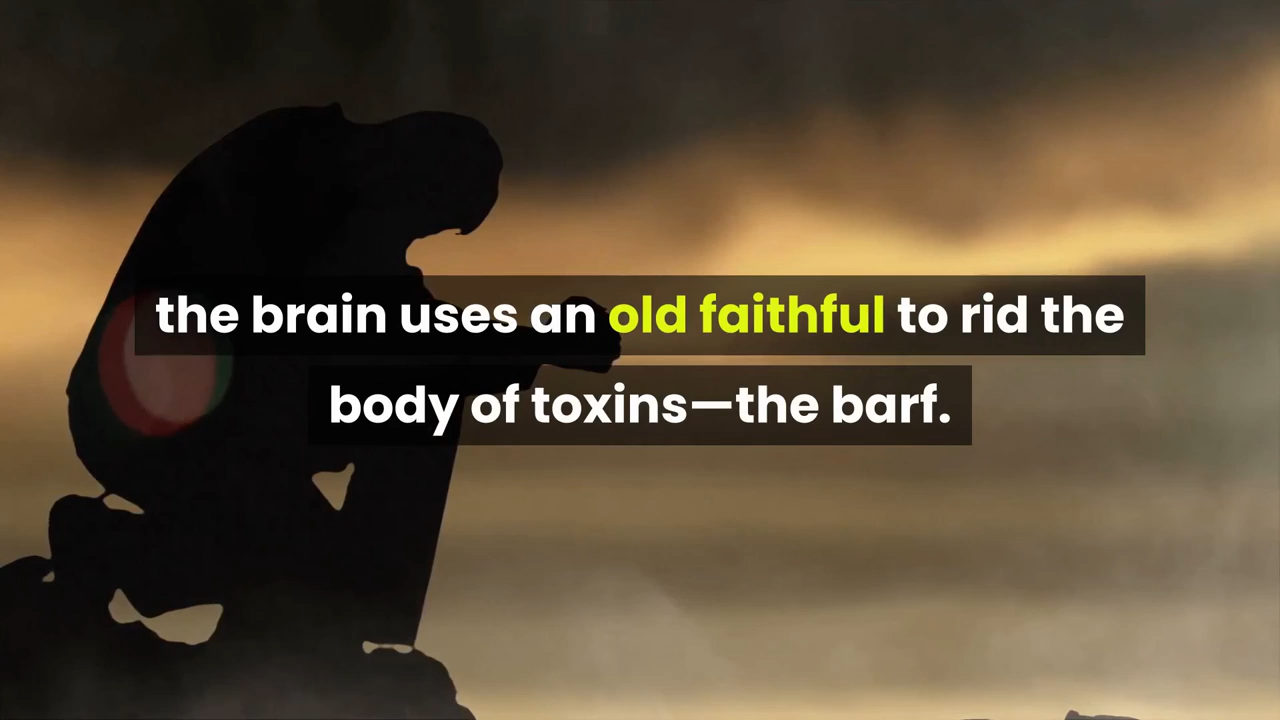 the brain uses an old faithful to rid the
body of toxins—the barf.